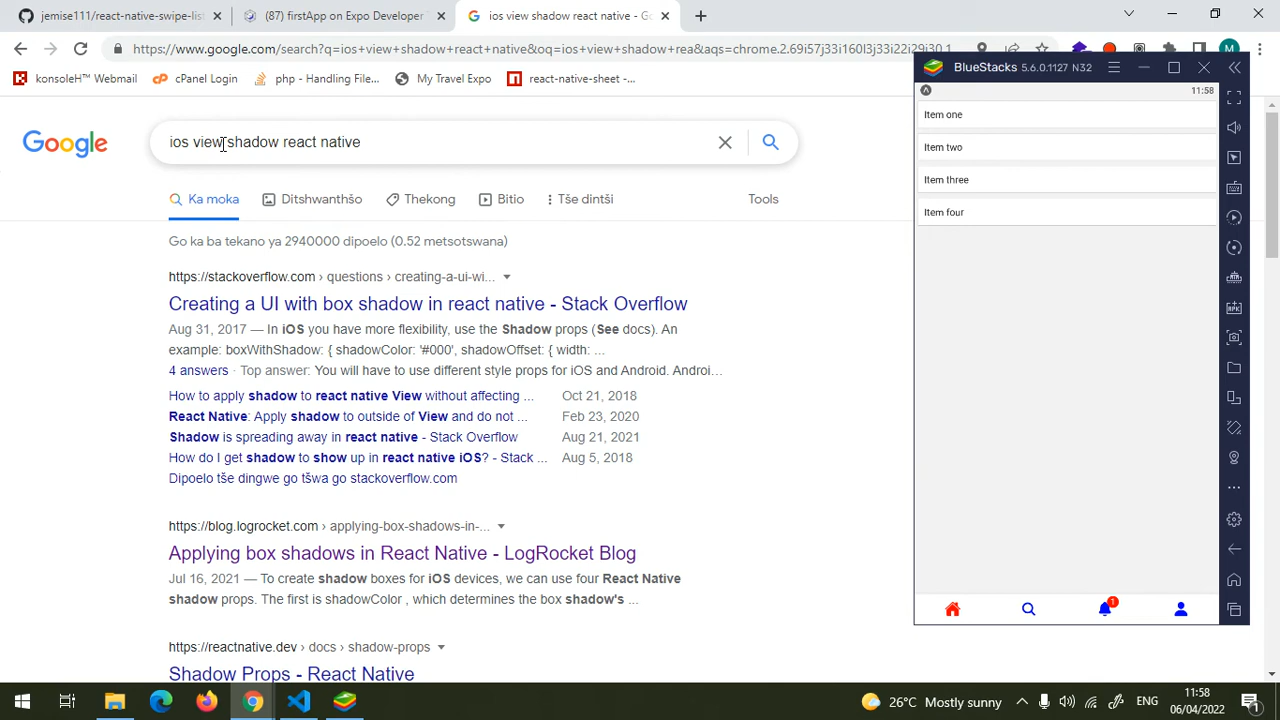 jemise111/react-native-swipe-list
(87) firstApp on Expo Developer
ios view shadow react native - Go
https://www.google.com/search?q=ios+view+shadow+react+native&oq=ios+view+shadow+rea&aqs=chrome.2.69i57j33i160l3j33i22i29i30.1
konsoleH™ Webmail
cPanel Login
php - Handling File...
My Travel Expo
react-native-sheet -...
BlueStacks 5.6.0.1127 N32
11:58
Item one
Item two
Item three
Item four
1
Google
ios view shadow react native
Ka moka
Ditshwanthšo
Thekong
Bitio
Tše dintši
Tools
Go ka ba tekano ya 2940000 dipoelo (0.52 metsotswana)
https://stackoverflow.com › questions › creating-a-ui-wi...
Creating a UI with box shadow in react native - Stack Overflow
Aug 31, 2017 — In iOS you have more flexibility, use the Shadow props (See docs). An
example: boxWithShadow: { shadowColor: '#000', shadowOffset: { width: ...
4 answers · Top answer: You will have to use different style props for iOS and Android. Androi...
How to apply shadow to react native View without affecting ... Oct 21, 2018
React Native: Apply shadow to outside of View and do not ... Feb 23, 2020
Shadow is spreading away in react native - Stack Overflow Aug 21, 2021
How do I get shadow to show up in react native iOS? - Stack ... Aug 5, 2018
Dipoelo tše dingwe go tšwa go stackoverflow.com
https://blog.logrocket.com › applying-box-shadows-in-...
Applying box shadows in React Native - LogRocket Blog
Jul 16, 2021 — To create shadow boxes for iOS devices, we can use four React Native
shadow props. The first is shadowColor , which determines the box shadow's ...
https://reactnative.dev › docs › shadow-props
Shadow Props - React Native
26°C Mostly sunny
ENG
11:58
06/04/2022
1